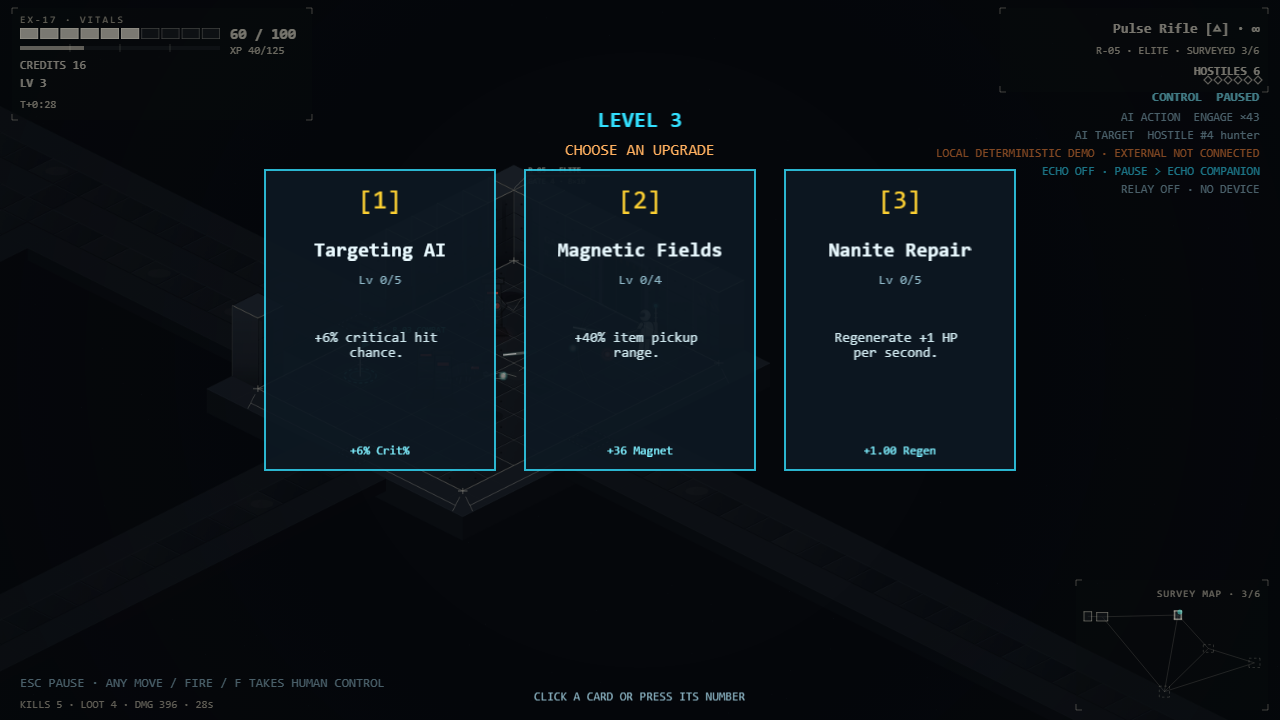 EX-17 · VITALS
60 / 100
XP 40/125
CREDITS 16
LV 3
T+0:28
Pulse Rifle [△] · ∞
R-05 · ELITE · SURVEYED 3/6
HOSTILES 6
◇◇◇◇◇◇
CONTROL  PAUSED
AI ACTION  ENGAGE ×43
AI TARGET  HOSTILE #4 hunter
LOCAL DETERMINISTIC DEMO · EXTERNAL NOT CONNECTED
ECHO OFF · PAUSE > ECHO COMPANION
RELAY OFF · NO DEVICE
LEVEL 3
CHOOSE AN UPGRADE
[1]
Targeting AI
Lv 0/5
+6% critical hit
chance.
+6% Crit%
[2]
Magnetic Fields
Lv 0/4
+40% item pickup
range.
+36 Magnet
[3]
Nanite Repair
Lv 0/5
Regenerate +1 HP
per second.
+1.00 Regen
SURVEY MAP · 3/6
ESC PAUSE · ANY MOVE / FIRE / F TAKES HUMAN CONTROL
KILLS 5 · LOOT 4 · DMG 396 · 28s
CLICK A CARD OR PRESS ITS NUMBER